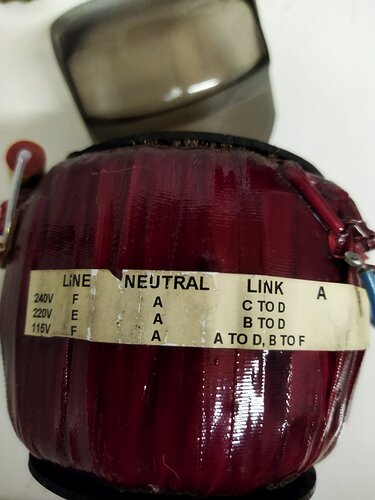 LINE NEUTRAL LINK A
240V F A C TO D
220V E A B TO D
115V F A A TO D, B TO F